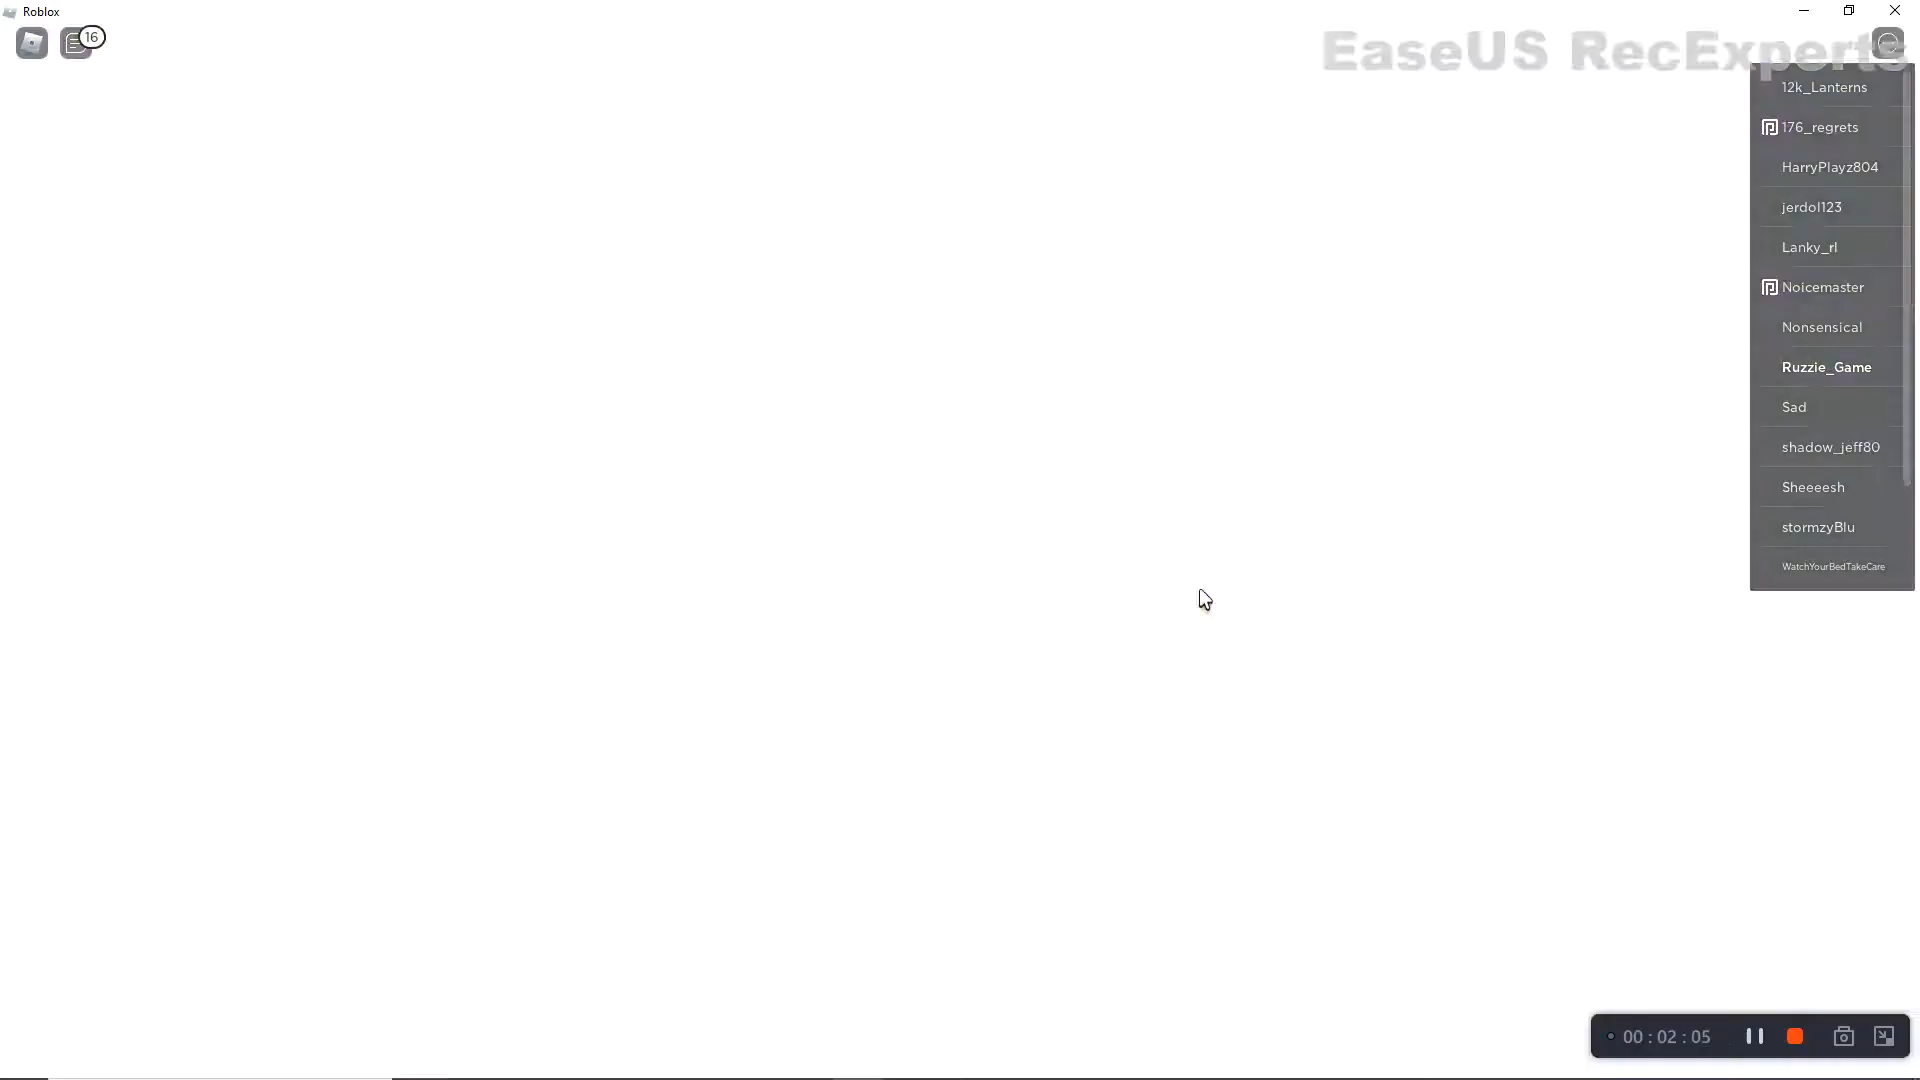 Roblox
16
EaseUS RecExperts
12k_Lanterns
176_regrets
HarryPlayz804
jerdol123
Lanky_rl
Noicemaster
Nonsensical
Ruzzie_Game
Sad
shadow_jeff80
Sheeeesh
stormzyBlu
WatchYourBedTakeCare
00 : 02 : 05